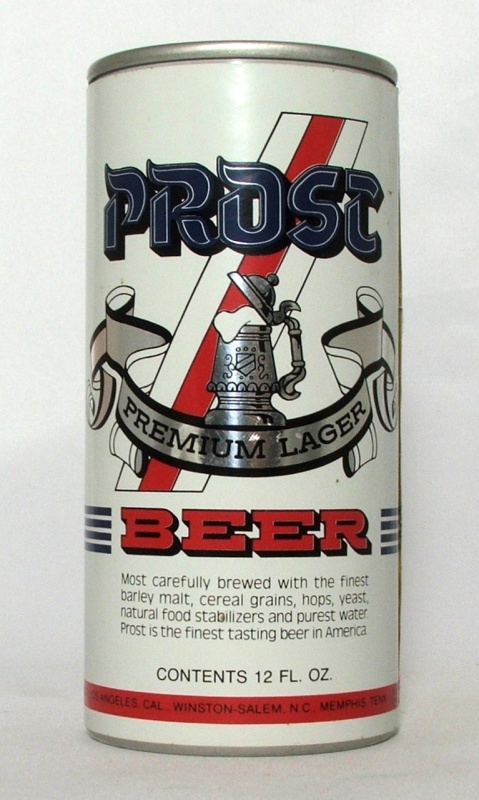 PROST
PREMIUM LAGER
BEER
Most carefully brewed with the finest
barley malt, cereal grains, hops, yeast,
natural food stabilizers and purest water.
Prost is the finest tasting beer in America.
CONTENTS 12 FL. OZ.
LOS ANGELES, CAL., WINSTON-SALEM, N.C., MEMPHIS, TENN.